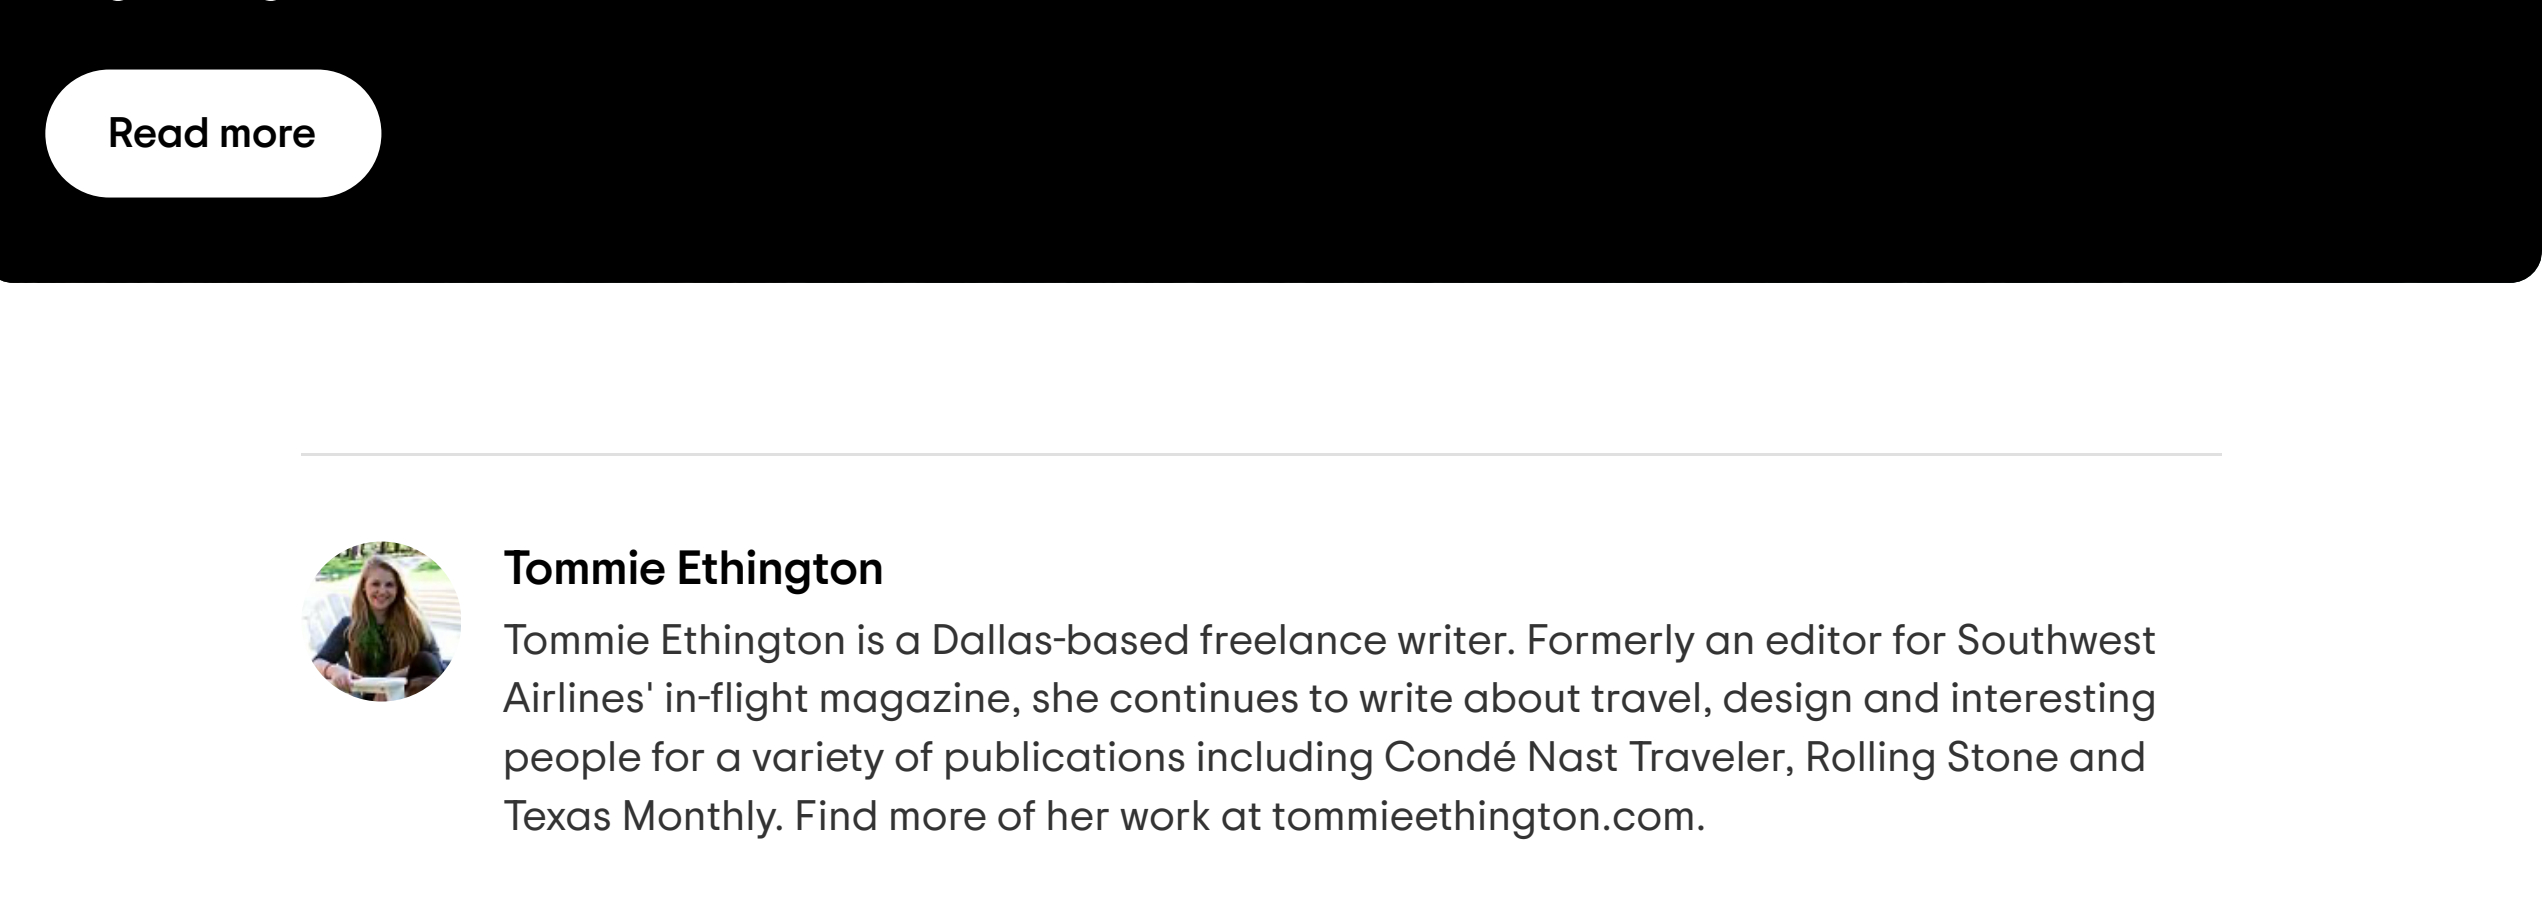 Read more
Tommie Ethington
Tommie Ethington is a Dallas-based freelance writer. Formerly an editor for Southwest
Airlines' in-flight magazine, she continues to write about travel, design and interesting
people for a variety of publications including Condé Nast Traveler, Rolling Stone and
Texas Monthly. Find more of her work at tommieethington.com.